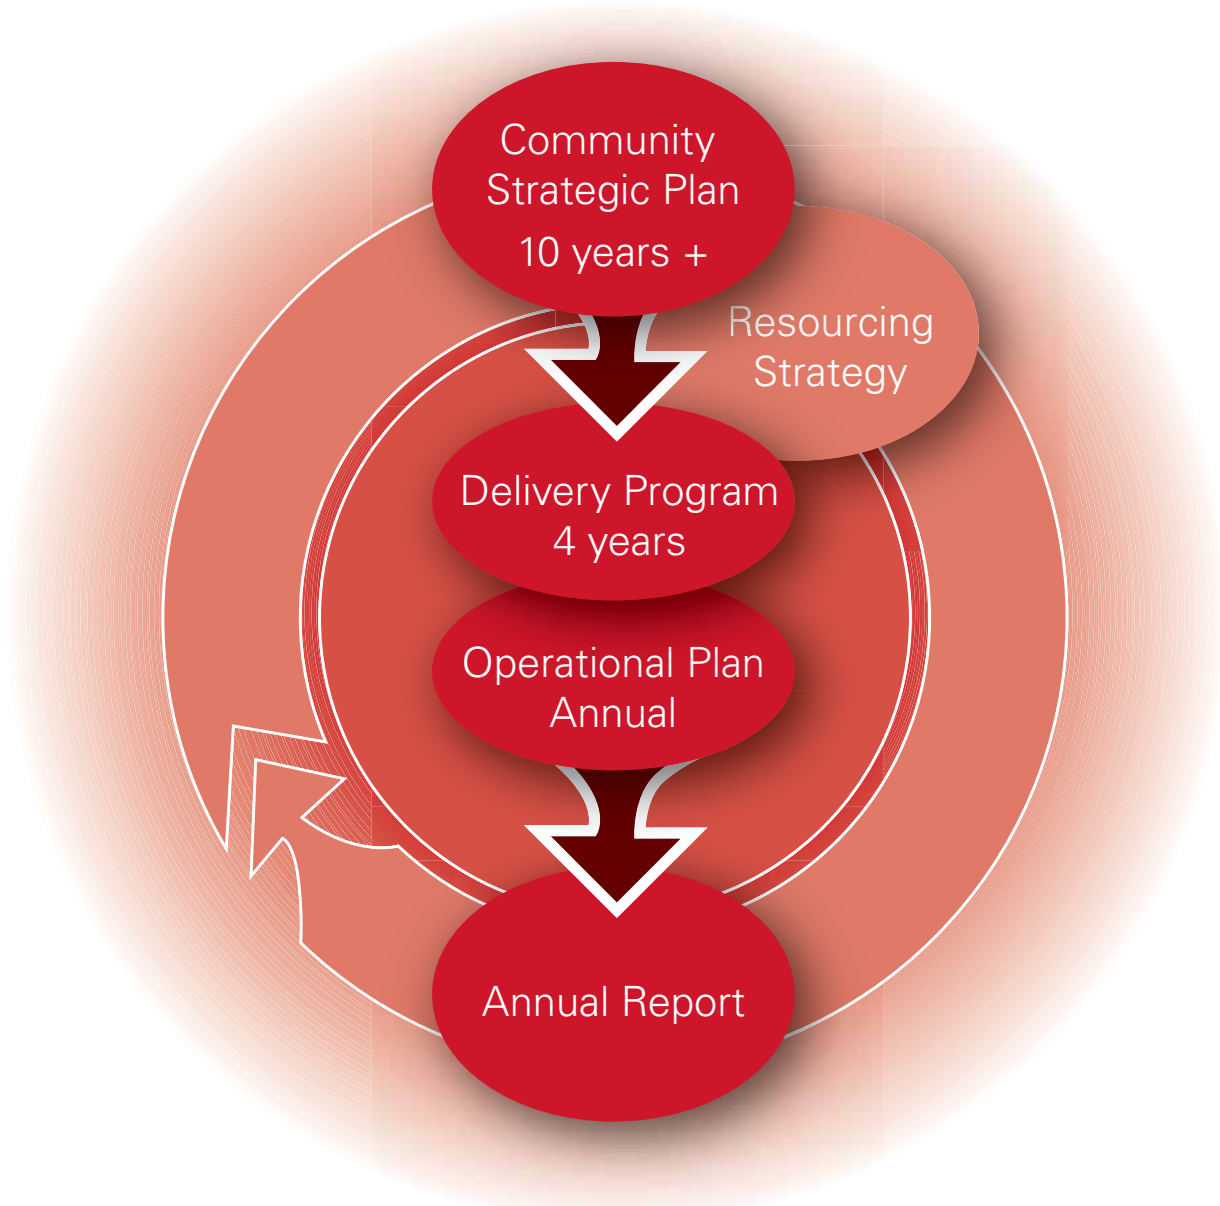 Community
Strategic Plan
10 years +
Resourcing
Strategy
Delivery Program
4 years
Operational Plan
Annual
Annual Report